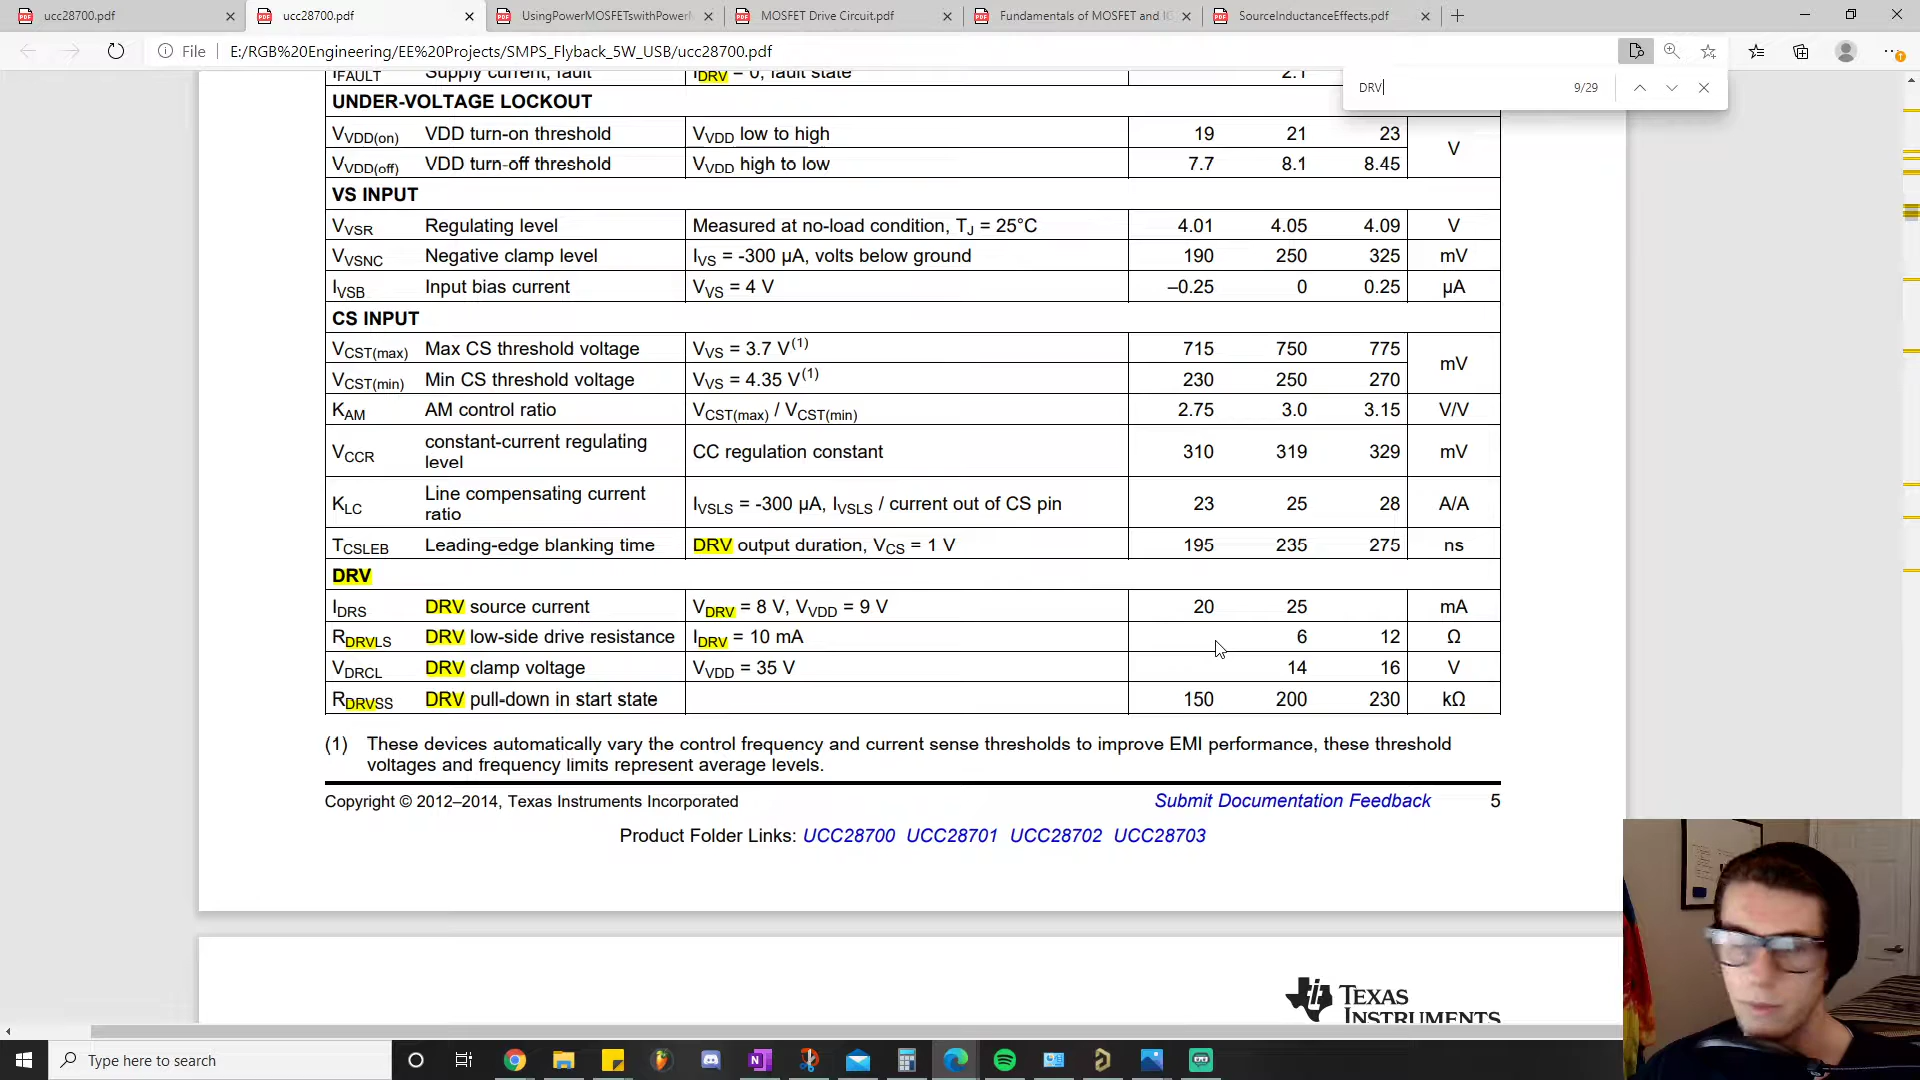 ucc28700.pdf
ucc28700.pdf
UsingPowerMOSFETswithPowerM
MOSFET Drive Circuit.pdf
Fundamentals of MOSFET and IG
SourceInductanceEffects.pdf
File
E:/RGB%20Engineering/EE%20Projects/SMPS_Flyback_5W_USB/ucc28700.pdf
DRV
9/29
IFAULT Supply current, fault IDRV = 0, fault state 2.1
UNDER-VOLTAGE LOCKOUT
VVDD(on) VDD turn-on threshold VVDD low to high 19 21 23 V
VVDD(off) VDD turn-off threshold VVDD high to low 7.7 8.1 8.45
VS INPUT
VVSR Regulating level Measured at no-load condition, TJ = 25°C 4.01 4.05 4.09 V
VVSNC Negative clamp level IVS = -300 µA, volts below ground 190 250 325 mV
IVSB Input bias current VVS = 4 V –0.25 0 0.25 µA
CS INPUT
VCST(max) Max CS threshold voltage VVS = 3.7 V(1) 715 750 775 mV
VCST(min) Min CS threshold voltage VVS = 4.35 V(1) 230 250 270
KAM AM control ratio VCST(max) / VCST(min) 2.75 3.0 3.15 V/V
VCCR constant-current regulating level CC regulation constant 310 319 329 mV
KLC Line compensating current ratio IVSLS = -300 µA, IVSLS / current out of CS pin 23 25 28 A/A
TCSLEB Leading-edge blanking time DRV output duration, VCS = 1 V 195 235 275 ns
DRV
IDRS DRV source current VDRV = 8 V, VVDD = 9 V 20 25 mA
RDRVLS DRV low-side drive resistance IDRV = 10 mA 6 12 Ω
VDRCL DRV clamp voltage VVDD = 35 V 14 16 V
RDRVSS DRV pull-down in start state 150 200 230 kΩ
(1) These devices automatically vary the control frequency and current sense thresholds to improve EMI performance, these threshold
voltages and frequency limits represent average levels.
Copyright © 2012–2014, Texas Instruments Incorporated
Submit Documentation Feedback 5
Product Folder Links: UCC28700 UCC28701 UCC28702 UCC28703
TEXAS
INSTRUMENTS
Type here to search